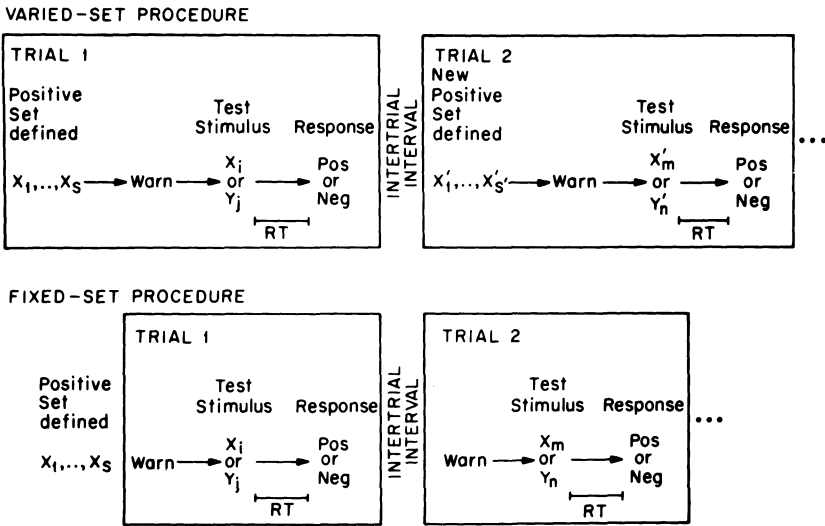 VARIED-SET PROCEDURE
TRIAL 1
Positive
Set
defined
Test
Stimulus
Response
X₁,..,Xₛ
Warn
Xᵢ
or
Yⱼ
Pos
or
Neg
RT
INTERTRIAL
INTERVAL
TRIAL 2
New
Positive
Set
defined
Test
Stimulus
Response
X′₁,..,X′ₛ′
Warn
X′ₘ
or
Y′ₙ
Pos
or
Neg
RT
...
FIXED-SET PROCEDURE
Positive
Set
defined
X₁,..,Xₛ
TRIAL 1
Test
Stimulus
Response
Warn
Xᵢ
or
Yⱼ
Pos
or
Neg
RT
INTERTRIAL
INTERVAL
TRIAL 2
Test
Stimulus
Response
Warn
Xₘ
or
Yₙ
Pos
or
Neg
RT
...